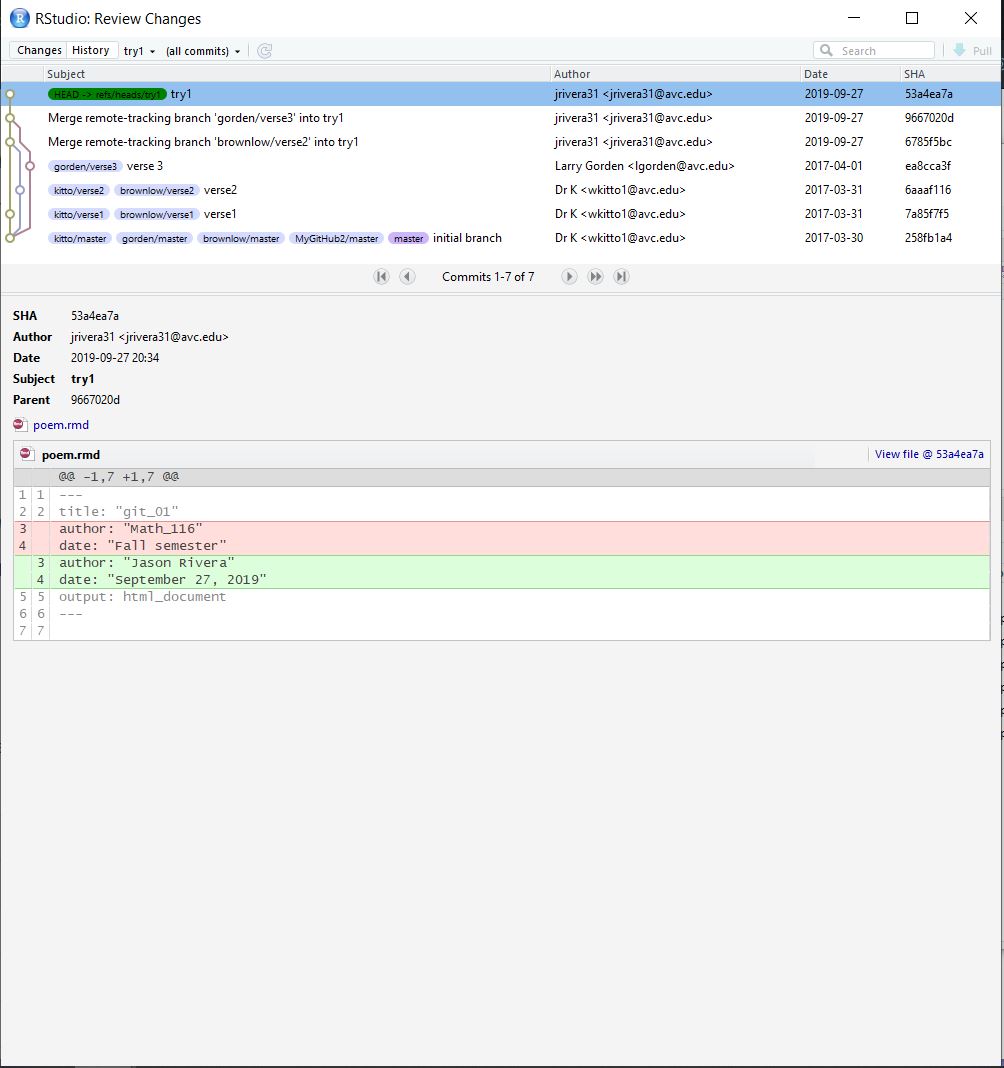 RStudio: Review Changes
Changes History try1 (all commits) Search Pull
Subject Author Date SHA
HEAD -> refs/heads/try1 try1 jrivera31 <jrivera31@avc.edu> 2019-09-27 53a4ea7a
Merge remote-tracking branch 'gorden/verse3' into try1 jrivera31 <jrivera31@avc.edu> 2019-09-27 9667020d
Merge remote-tracking branch 'brownlow/verse2' into try1 jrivera31 <jrivera31@avc.edu> 2019-09-27 6785f5bc
gorden/verse3 verse 3 Larry Gorden <lgorden@avc.edu> 2017-04-01 ea8cca3f
kitto/verse2 brownlow/verse2 verse2 Dr K <wkitto1@avc.edu> 2017-03-31 6aaaf116
kitto/verse1 brownlow/verse1 verse1 Dr K <wkitto1@avc.edu> 2017-03-31 7a85f7f5
kitto/master gorden/master brownlow/master MyGitHub2/master master initial branch Dr K <wkitto1@avc.edu> 2017-03-30 258fb1a4
Commits 1-7 of 7
SHA 53a4ea7a
Author jrivera31 <jrivera31@avc.edu>
Date 2019-09-27 20:34
Subject try1
Parent 9667020d
poem.rmd
poem.rmd View file @ 53a4ea7a
@@ -1,7 +1,7 @@
1 1 ---
2 2 title: "git_01"
3 author: "Math_116"
4 date: "Fall semester"
3 author: "Jason Rivera"
4 date: "September 27, 2019"
5 5 output: html_document
6 6 ---
7 7